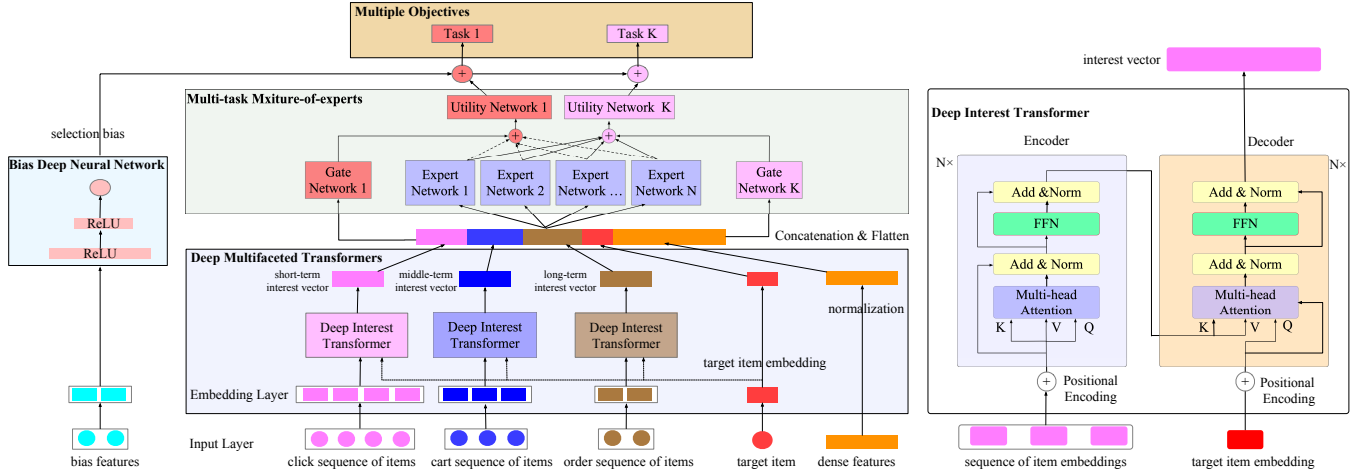 Multiple Objectives
Task 1
Task K
+
+
Multi-task Mxiture-of-experts
Utility Network 1
Utility Network K
+
+
Gate
Network 1
Expert
Network 1
Expert
Network 2
Expert
Network …
Expert
Network N
Gate
Network K
selection bias
Bias Deep Neural Network
ReLU
ReLU
bias features
Concatenation & Flatten
Deep Multifaceted Transformers
short-term
interest vector
middle-term
interest vector
long-term
interest vector
normalization
Deep Interest
Transformer
Deep Interest
Transformer
Deep Interest
Transformer
target item embedding
Embedding Layer
Input Layer
click sequence of items
cart sequence of items
order sequence of items
target item
dense features
interest vector
Deep Interest Transformer
Encoder
Decoder
N×
N×
Add &Norm
FFN
Add & Norm
Multi-head
Attention
K
V
Q
+
Positional
Encoding
sequence of item embeddings
Add & Norm
FFN
Add & Norm
Multi-head
Attention
K
V
Q
+
Positional
Encoding
target item embedding